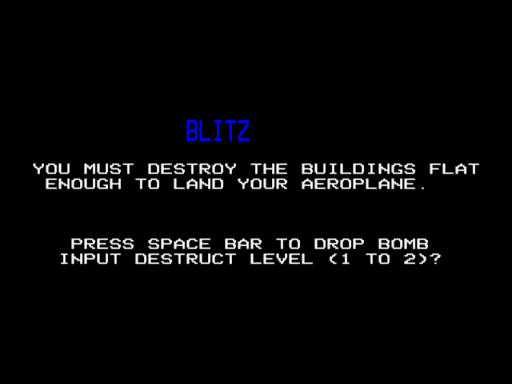 BLITZ
YOU MUST DESTROY THE BUILDINGS FLAT
ENOUGH TO LAND YOUR AEROPLANE.
PRESS SPACE BAR TO DROP BOMB
INPUT DESTRUCT LEVEL (1 TO 2)?